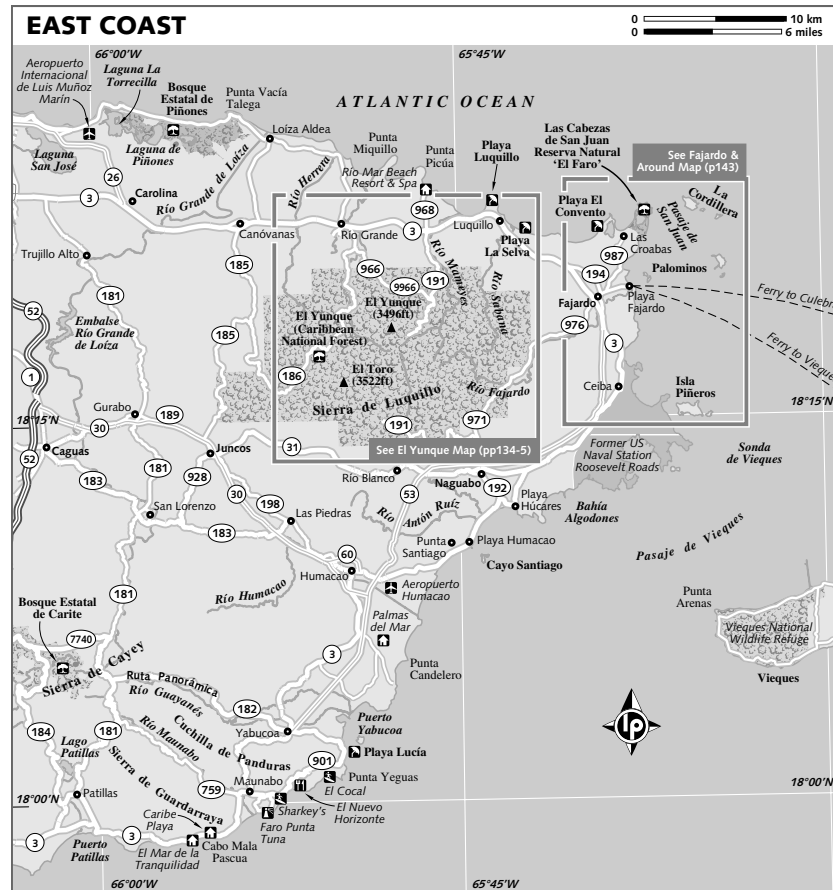 EAST COAST
0 10 km
0 6 miles
66°00'W
65°45'W
Aeropuerto
Internacional
de Luis Muñoz
Marín
Laguna La
Torrecilla
Bosque
Estatal de
Piñones
Punta Vacía
Talega
ATLANTIC OCEAN
Laguna
San José
Laguna de
Piñones
Loíza Aldea
Punta
Miquillo
Punta
Picúa
Playa
Luquillo
Las Cabezas
de San Juan
Reserva Natural
'El Faro'
See Fajardo &
Around Map (p143)
La
Cordillera
Río Mar Beach
Resort & Spa
Playa El
Convento
Pasaje de
San Juan
26
3
Carolina
Río Grande de Loíza
Río Herrera
968
Canóvanas
Río Grande
3
Luquillo
Playa
La Selva
Las
Croabas
987
Palominos
Trujillo Alto
185
966
9966
191
Río Mameyes
Río Sabana
194
Fajardo
Playa
Fajardo
Ferry to Culebra
52
181
Embalse
Río Grande
de Loíza
185
El Yunque
(3496ft)
El Yunque
(Caribbean
National Forest)
976
3
Ferry to Vieques
1
186
El Toro
(3522ft)
Río Fajardo
Ceiba
Isla
Piñeros
Sierra de Luquillo
18°15'N
18°15'N
Gurabo
189
191
971
30
Juncos
31
See El Yunque Map (pp134-5)
Former US
Naval Station
Roosevelt Roads
Sonda
de Vieques
Caguas
52
181
928
183
Río Blanco
Naguabo
192
30
53
Playa
Húcares
Bahía
Algodones
San Lorenzo
198
Las Piedras
Río Antón Ruíz
183
Punta
Santiago
Playa Humacao
Pasaje de Vieques
60
Cayo Santiago
Humacao
Río Humacao
Aeropuerto
Humacao
Punta
Arenas
181
Bosque Estatal
de Carite
Palmas
del Mar
Vieques National
Wildlife Refuge
7740
3
Sierra de Cayey
Punta
Candelero
Vieques
Ruta Panorámica
Río Guayanés
182
Puerto
Yabucoa
lp
184
181
Río Maunabo
Cuchilla de Panduras
Yabucoa
Playa Lucía
Lago
Patillas
Sierra de Guardarraya
901
Punta Yeguas
759
Maunabo
El Cocal
18°00'N
18°00'N
Patillas
Sharkey's
El Nuevo
Horizonte
Caribe
Playa
Faro Punta
Tuna
3
3
Puerto
Patillas
El Mar de la
Tranquilidad
Cabo Mala
Pascua
66°00'W
65°45'W